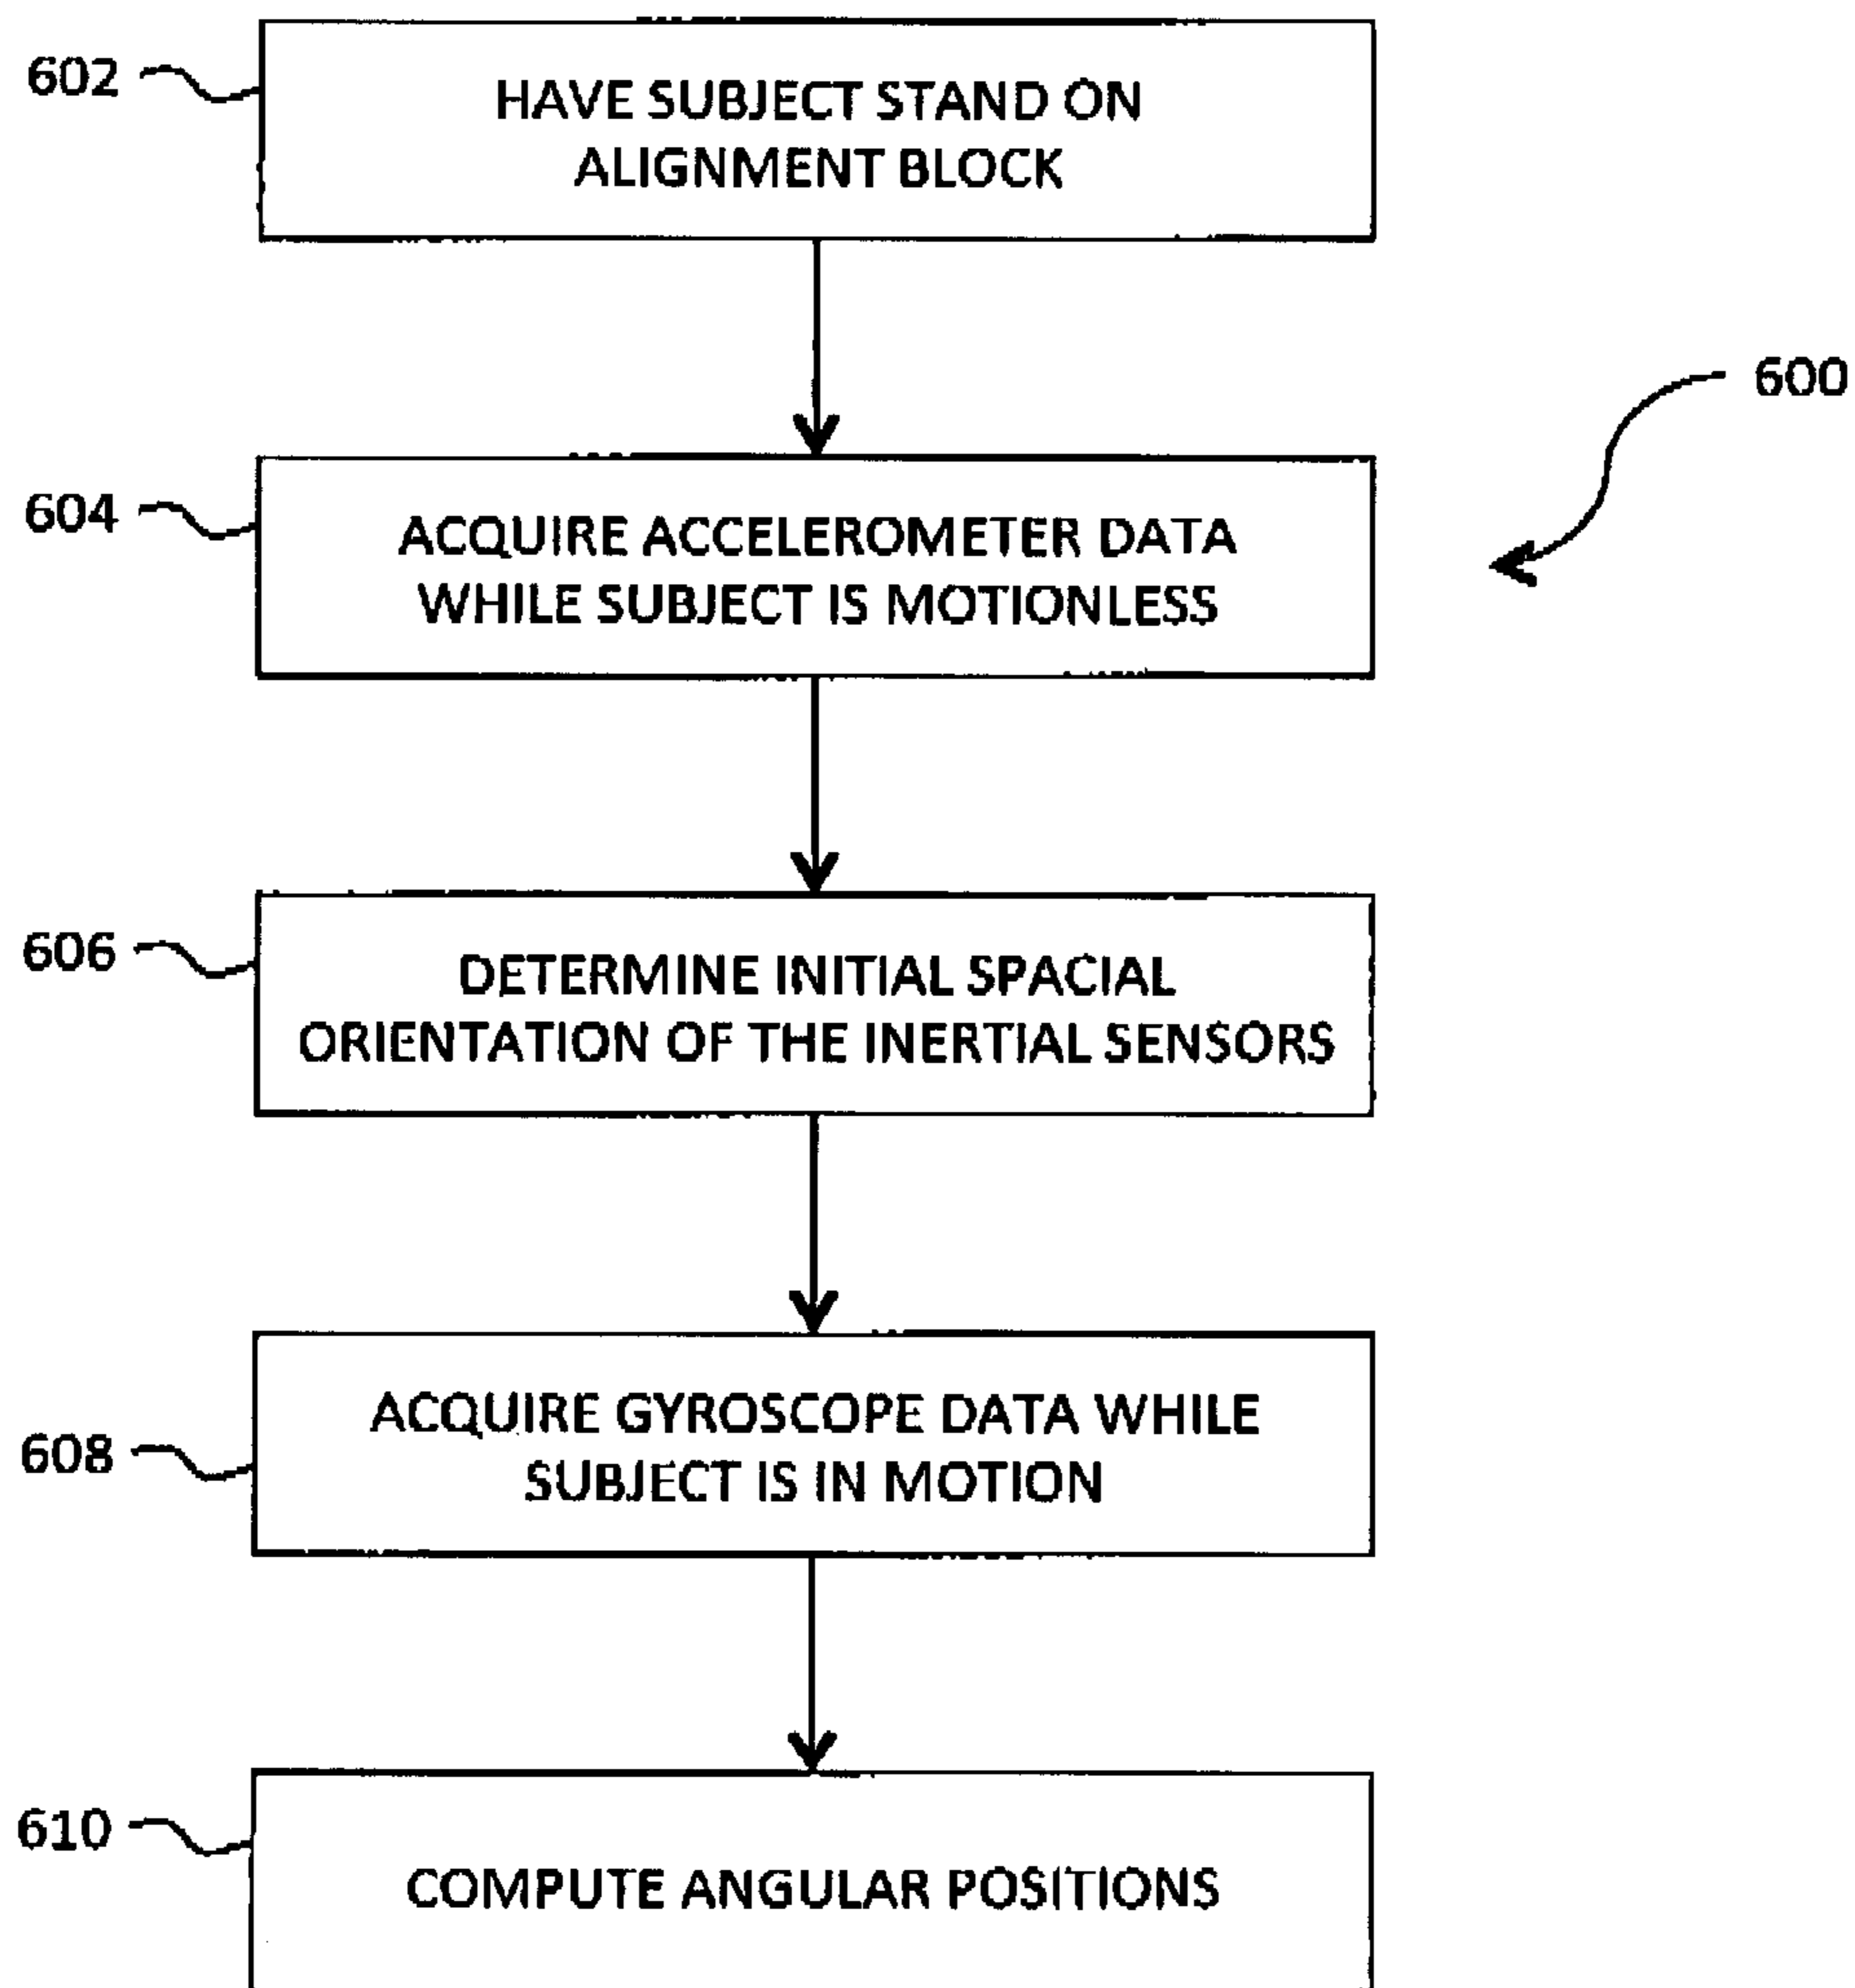 602
HAVE SUBJECT STAND ON
ALIGNMENT BLOCK
600
604
ACQUIRE ACCELEROMETER DATA
WHILE SUBJECT IS MOTIONLESS
606
DETERMINE INITIAL SPACIAL
ORIENTATION OF THE INERTIAL SENSORS
608
ACQUIRE GYROSCOPE DATA WHILE
SUBJECT IS IN MOTION
610
COMPUTE ANGULAR POSITIONS